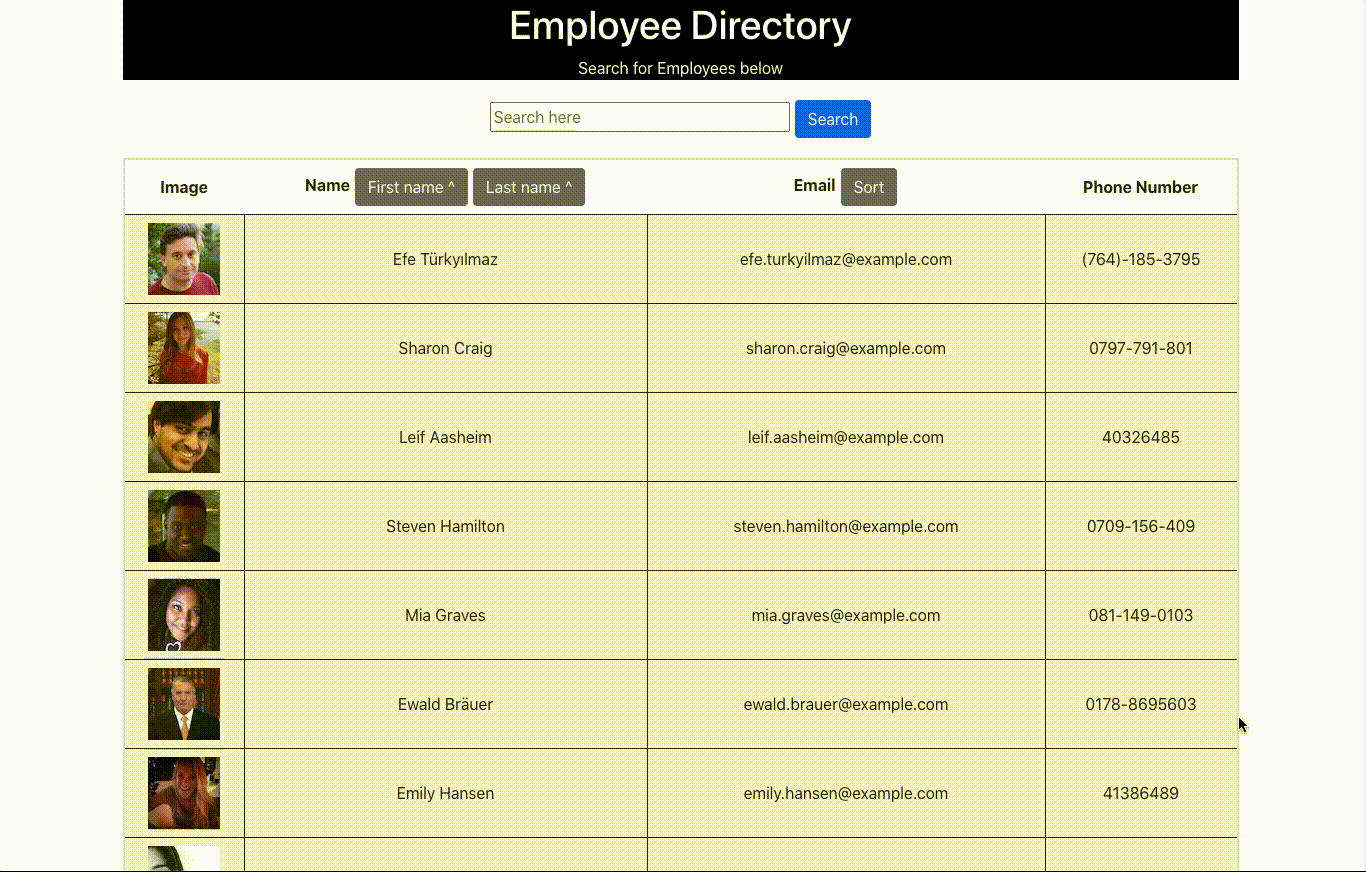 Employee Directory
Search for Employees below
Search here Search
Image Name First name ^ Last name ^ Email Sort Phone Number
Efe Türkyılmaz efe.turkyilmaz@example.com (764)-185-3795
Sharon Craig sharon.craig@example.com 0797-791-801
Leif Aasheim leif.aasheim@example.com 40326485
Steven Hamilton steven.hamilton@example.com 0709-156-409
Mia Graves mia.graves@example.com 081-149-0103
Ewald Bräuer ewald.brauer@example.com 0178-8695603
Emily Hansen emily.hansen@example.com 41386489